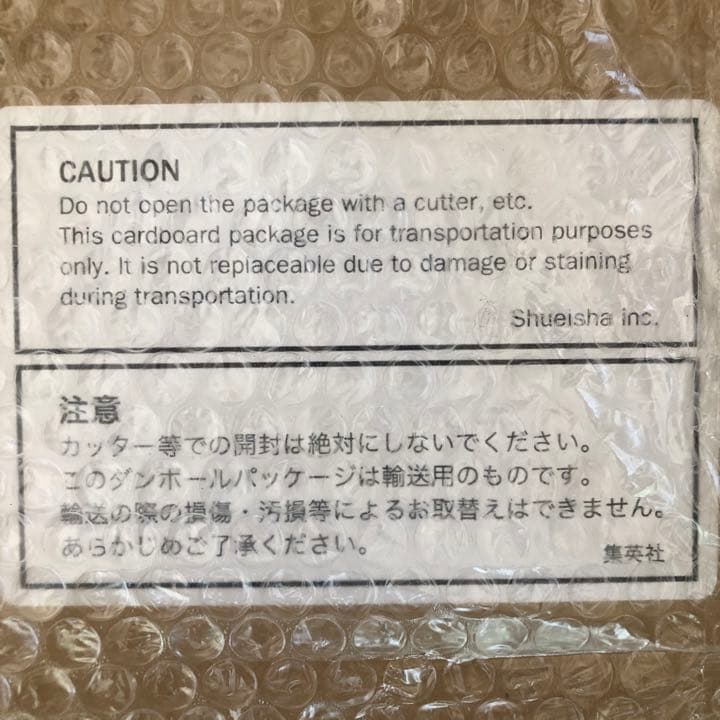 CAUTION
Do not open the package with a cutter, etc.
This cardboard package is for transportation purposes
only. It is not replaceable due to damage or staining
during transportation.
Shueisha inc.
注意
カッター等での開封は絶対にしないでください。
このダンボールパッケージは輸送用のものです。
輸送の際の損傷・汚損等によるお取替えはできません。
あらかじめご了承ください。
集英社